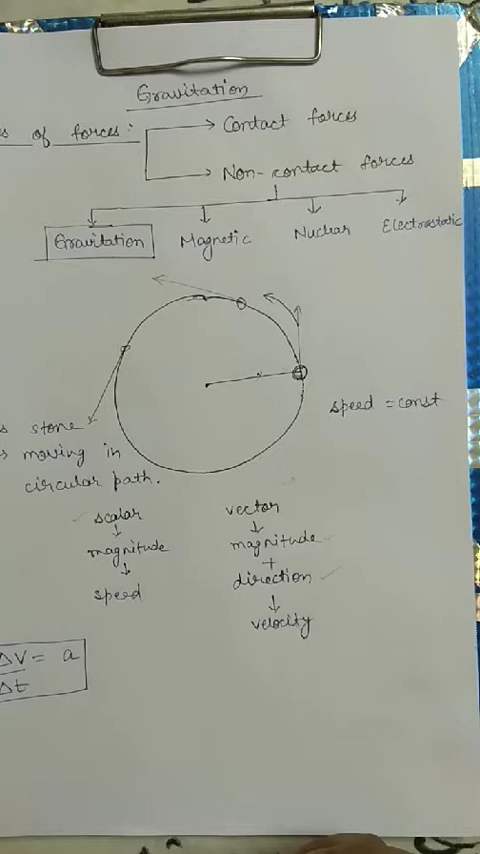 Gravitation
of forces:
Contact forces
Non-contact forces
Gravitation Magnetic Nuclear Electrostatic
speed = const
stone
moving in
circular path.
scalar vector
↓ ↓
magnitude magnitude
↓ +
speed direction
↓
velocity
ΔV = a
Δt